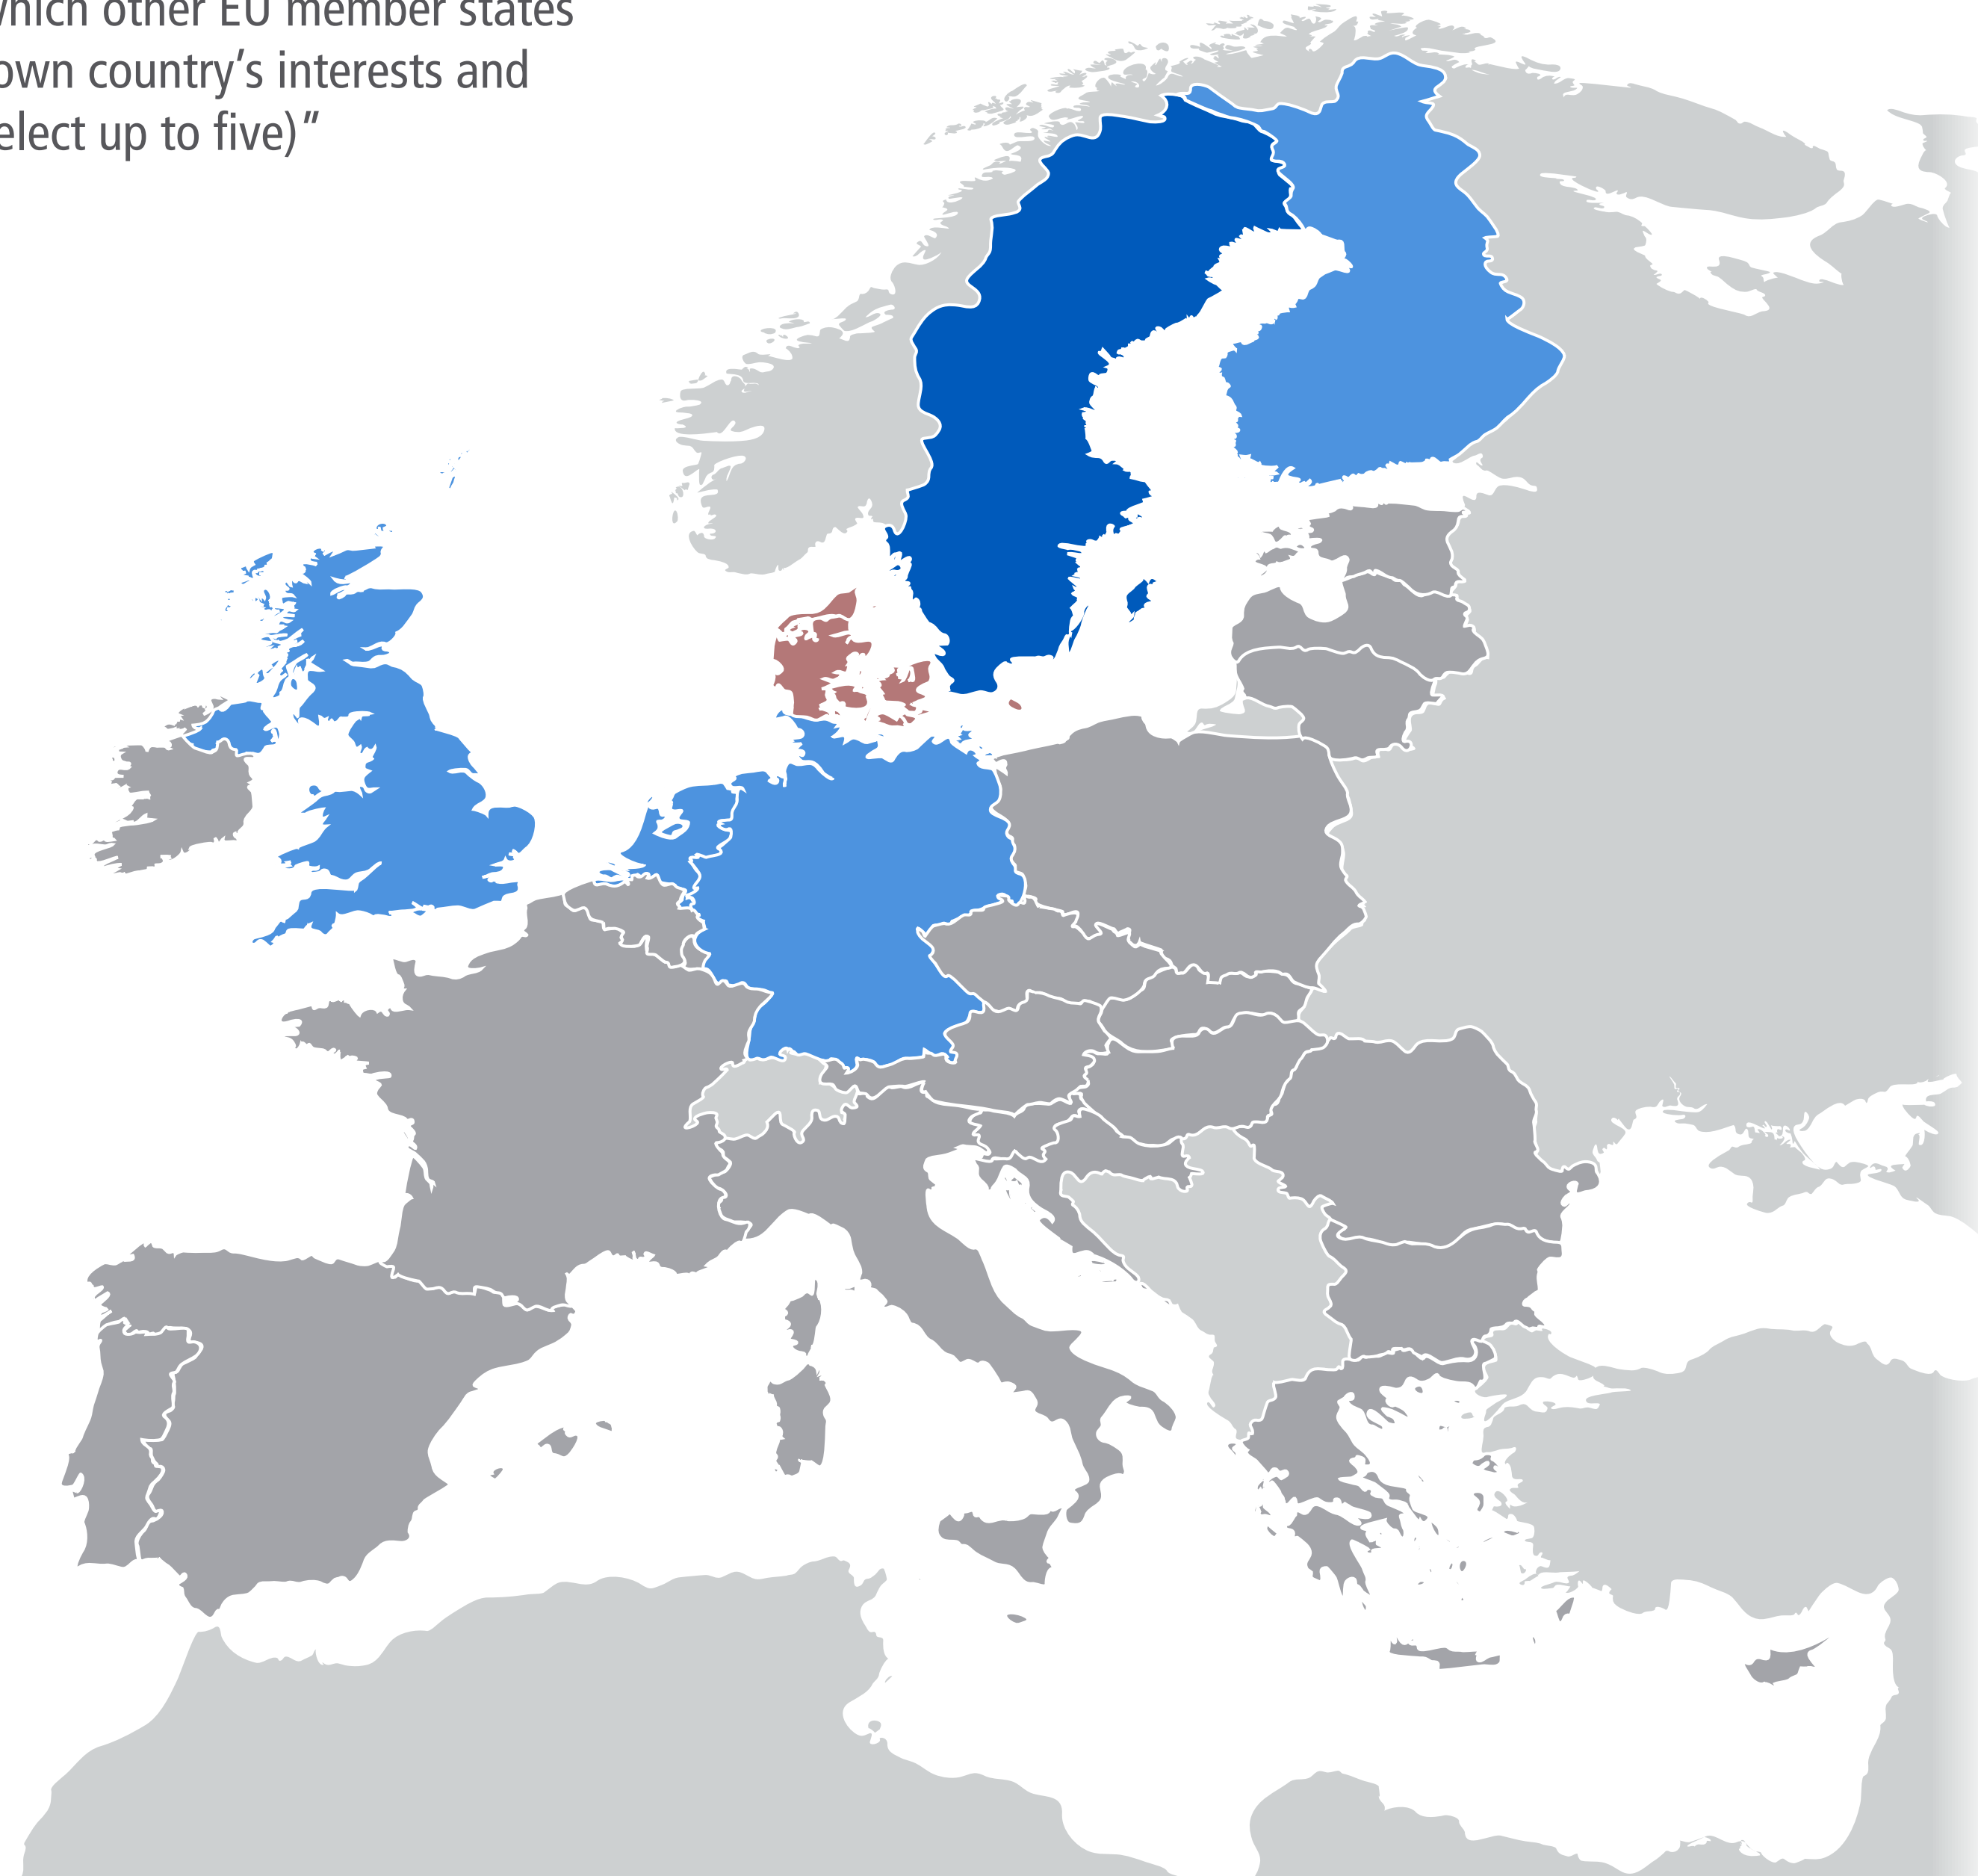 which other EU member states
own country's interests and
elect up to five)"